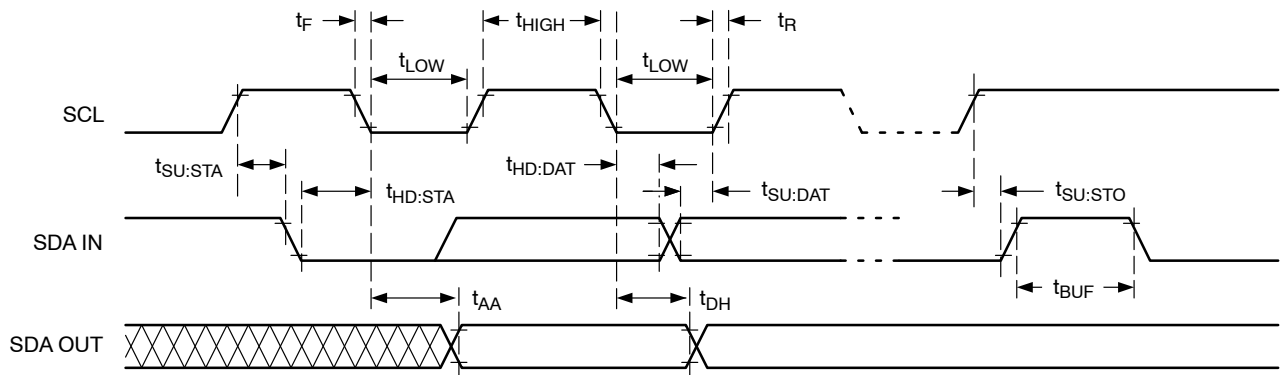 tF
tHIGH
tR
tLOW
tLOW
SCL
tSU:STA
tHD:STA
tHD:DAT
tSU:DAT
tSU:STO
SDA IN
tAA
tDH
tBUF
SDA OUT